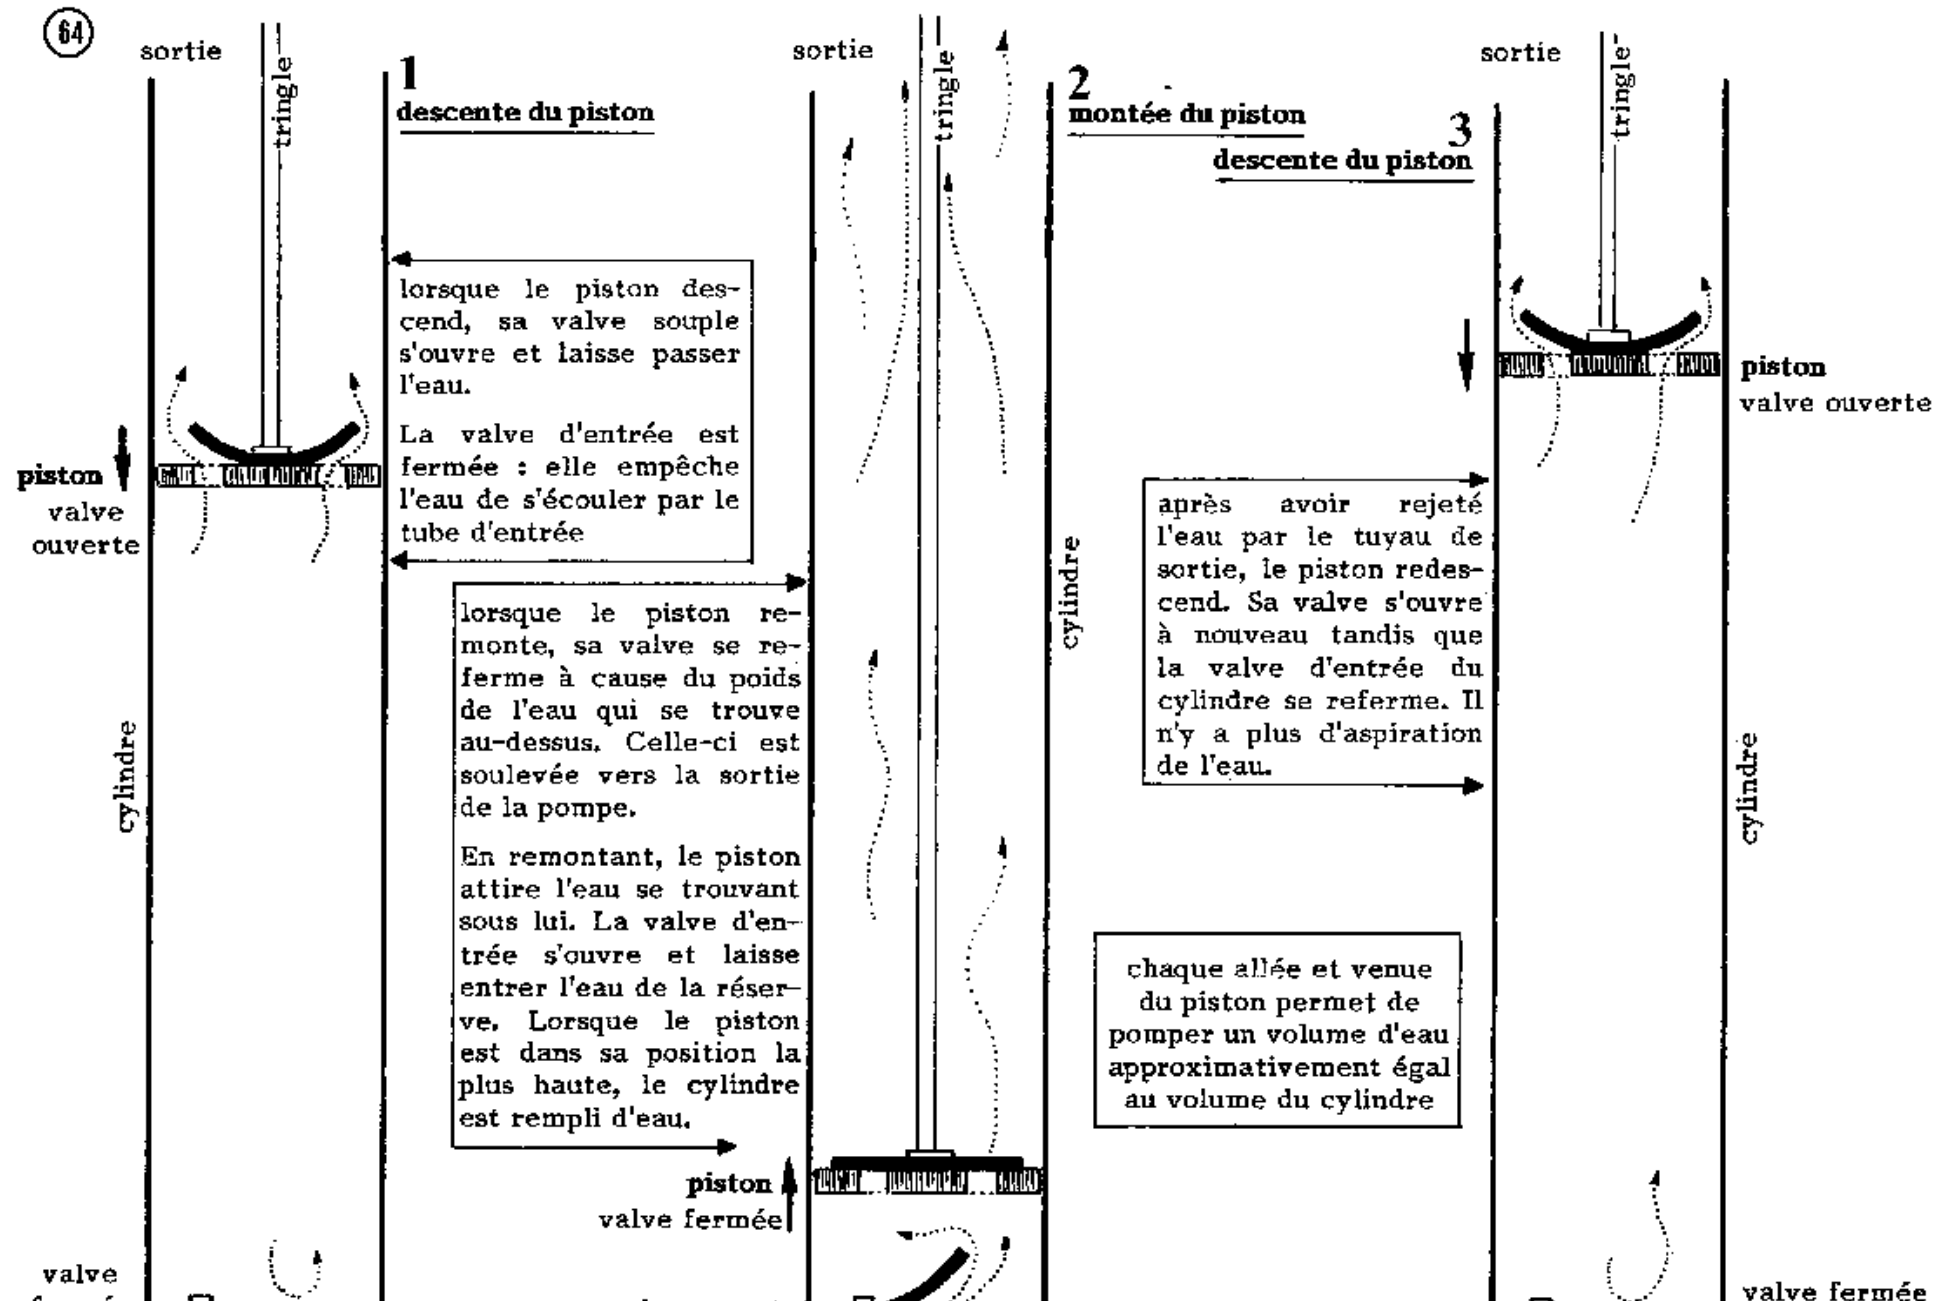 64
sortie
tringle
1
descente du piston
lorsque le piston des-
cend, sa valve souple
s'ouvre et laisse passer
l'eau.
La valve d'entrée est
fermée : elle empêche
l'eau de s'écouler par le
tube d'entrée
piston
valve
ouverte
cylindre
valve
sortie
tringle
2
montée du piston
lorsque le piston re-
monte, sa valve se re-
ferme à cause du poids
de l'eau qui se trouve
au-dessus. Celle-ci est
soulevée vers la sortie
de la pompe.
En remontant, le piston
attire l'eau se trouvant
sous lui. La valve d'en-
trée s'ouvre et laisse
entrer l'eau de la réser-
ve. Lorsque le piston
est dans sa position la
plus haute, le cylindre
est rempli d'eau.
cylindre
piston
valve fermée
sortie
tringle
3
descente du piston
piston
valve ouverte
après avoir rejeté
l'eau par le tuyau de
sortie, le piston redes-
cend. Sa valve s'ouvre
à nouveau tandis que
la valve d'entrée du
cylindre se referme. Il
n'y a plus d'aspiration
de l'eau.
cylindre
chaque allée et venue
du piston permet de
pomper un volume d'eau
approximativement égal
au volume du cylindre
valve fermée